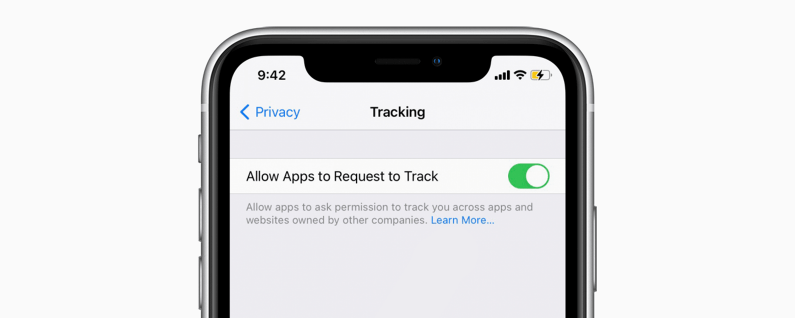 9:42
Privacy
Tracking
Allow Apps to Request to Track
Allow apps to ask permission to track you across apps and
websites owned by other companies. Learn More...